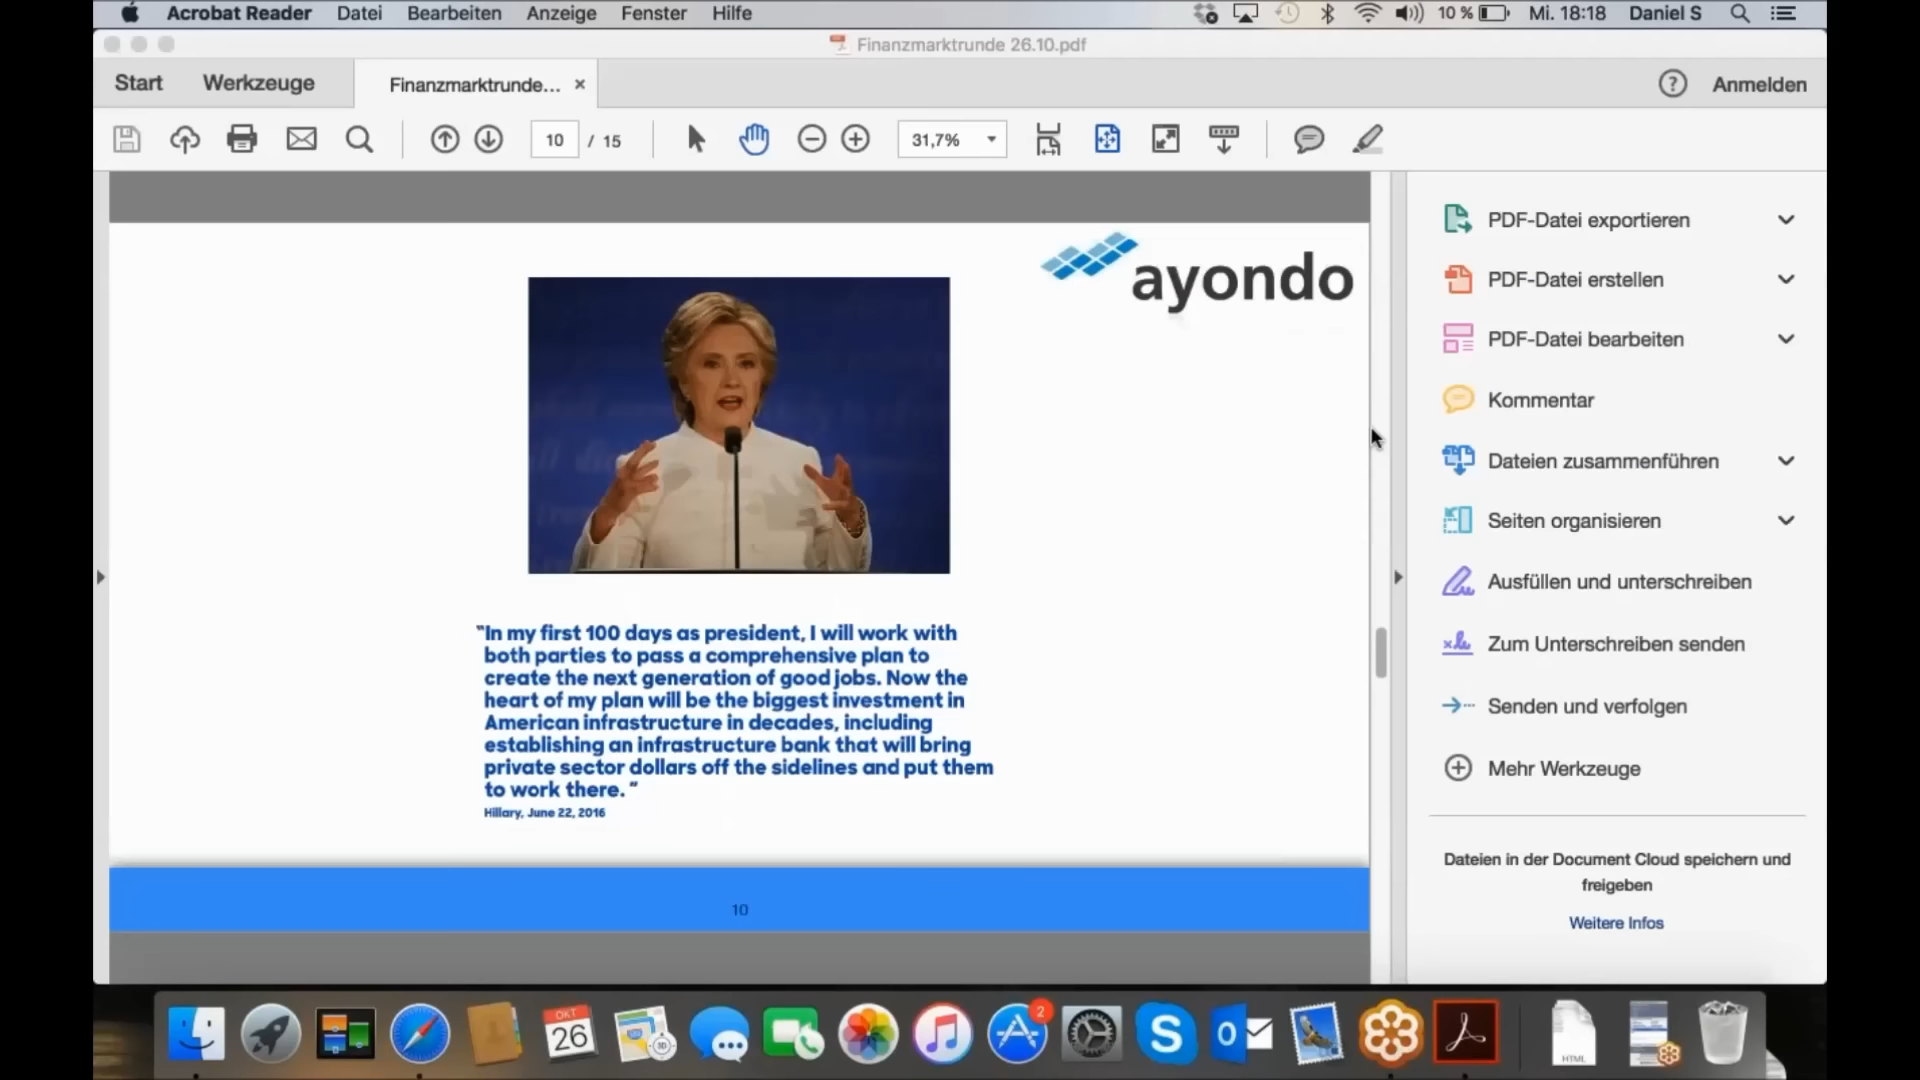 Acrobat Reader Datei Bearbeiten Anzeige Fenster Hilfe 10 % Mi. 18:18 Daniel S
Finanzmarktrunde 26.10.pdf
Start Werkzeuge Finanzmarktrunde... × ? Anmelden
10 / 15 31,7%
ayondo
"In my first 100 days as president, I will work with
both parties to pass a comprehensive plan to
create the next generation of good jobs. Now the
heart of my plan will be the biggest investment in
American infrastructure in decades, including
establishing an infrastructure bank that will bring
private sector dollars off the sidelines and put them
to work there. "
Hillary, June 22, 2016
10
PDF-Datei exportieren
PDF-Datei erstellen
PDF-Datei bearbeiten
Kommentar
Dateien zusammenführen
Seiten organisieren
Ausfüllen und unterschreiben
Zum Unterschreiben senden
Senden und verfolgen
Mehr Werkzeuge
Dateien in der Document Cloud speichern und
freigeben
Weitere Infos
OKT
26
2
S
O
HTML